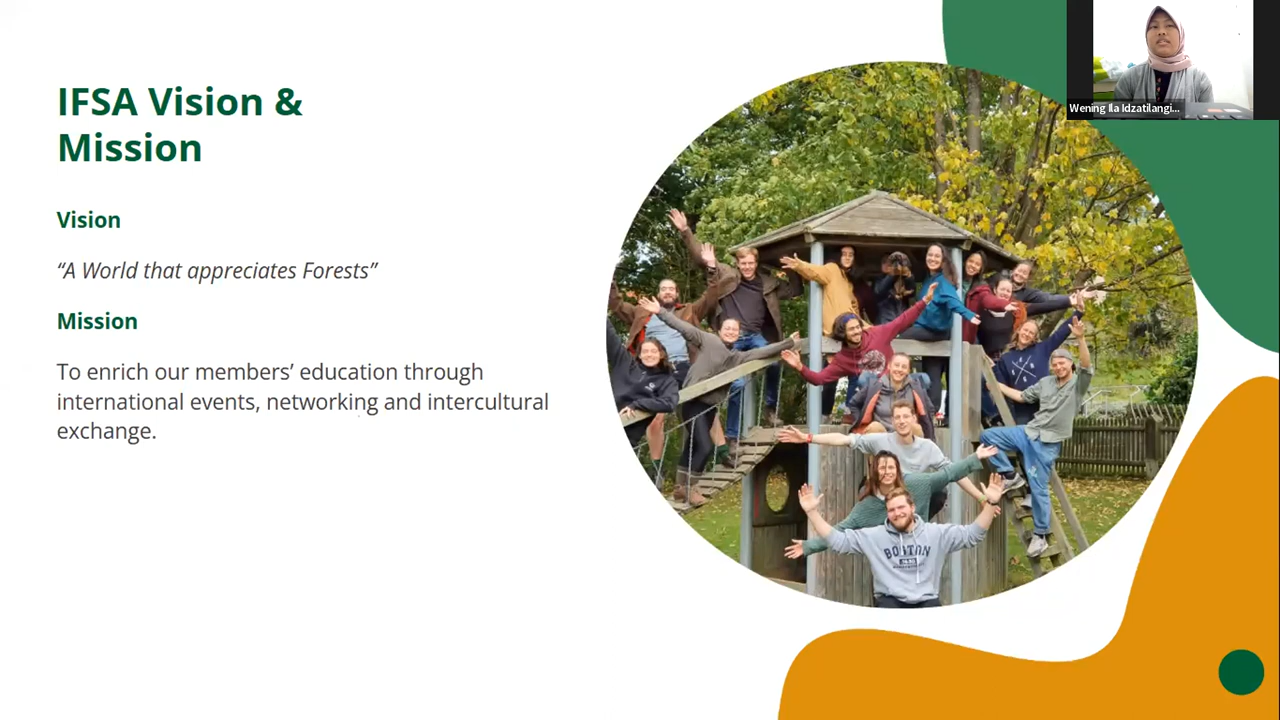 IFSA Vision &
Mission
Vision
“A World that appreciates Forests”
Mission
To enrich our members’ education through
international events, networking and intercultural
exchange.
Wening Ila Idzatilangi...
BOSTON